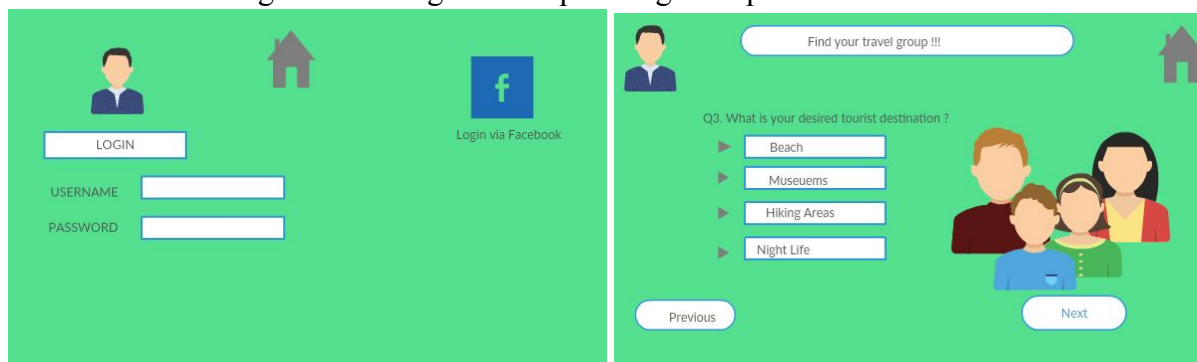 f
Login via Facebook
LOGIN
USERNAME
PASSWORD
Find your travel group !!!
Q3. What is your desired tourist destination ?
Beach
Museuems
Hiking Areas
Night Life
Previous
Next